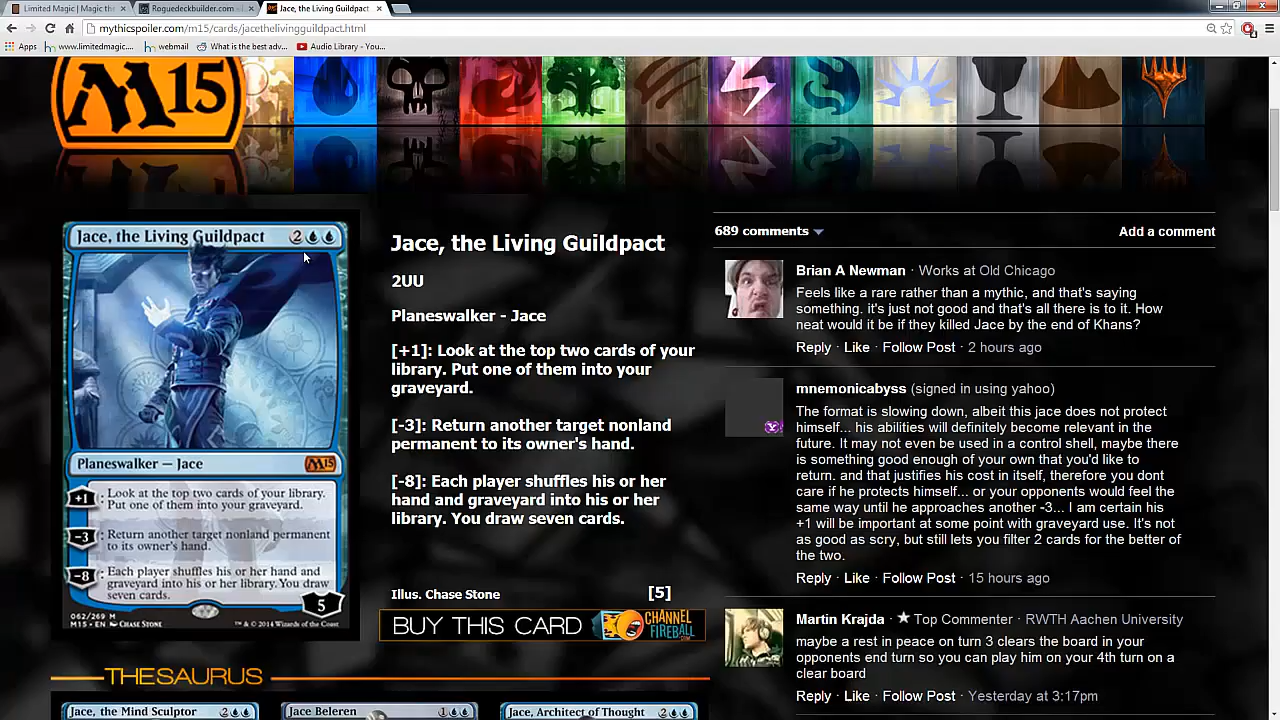 Limited Magic | Magic th
Roguedeckbuilder.com -
Jace, the Living Guildpact
mythicspoiler.com/m15/cards/jacethelivingguildpact.html
Apps
www.limitedmagic....
webmail
What is the best adv...
Audio Library - You...
M15
Jace, the Living Guildpact 2
Planeswalker — Jace
M15
+1: Look at the top two cards of your library.
Put one of them into your graveyard.
-3: Return another target nonland permanent
to its owner's hand.
-8: Each player shuffles his or her hand and
graveyard into his or her library. You draw
seven cards.
5
062/269 M
M15 • EN CHASE STONE
™ & © 2014 Wizards of the Coast
Jace, the Living Guildpact
2UU
Planeswalker - Jace
[+1]: Look at the top two cards of your
library. Put one of them into your
graveyard.
[-3]: Return another target nonland
permanent to its owner's hand.
[-8]: Each player shuffles his or her
hand and graveyard into his or her
library. You draw seven cards.
Illus. Chase Stone
[5]
BUY THIS CARD
CHANNEL
FIREBALL
THESAURUS
Jace, the Mind Sculptor 2
Jace Beleren 1
Jace, Architect of Thought 2
689 comments
Add a comment
Brian A Newman · Works at Old Chicago
Feels like a rare rather than a mythic, and that's saying
something. it's just not good and that's all there is to it. How
neat would it be if they killed Jace by the end of Khans?
Reply · Like · Follow Post · 2 hours ago
mnemonicabyss (signed in using yahoo)
The format is slowing down, albeit this jace does not protect
himself... his abilities will definitely become relevant in the
future. It may not even be used in a control shell, maybe there
is something good enough of your own that you'd like to
return. and that justifies his cost in itself, therefore you dont
care if he protects himself... or your opponents would feel the
same way until he approaches another -3... I am certain his
+1 will be important at some point with graveyard use. It's not
as good as scry, but still lets you filter 2 cards for the better of
the two.
Reply · Like · Follow Post · 15 hours ago
Martin Krajda · ★ Top Commenter · RWTH Aachen University
maybe a rest in peace on turn 3 clears the board in your
opponents end turn so you can play him on your 4th turn on a
clear board
Reply · Like · Follow Post · Yesterday at 3:17pm